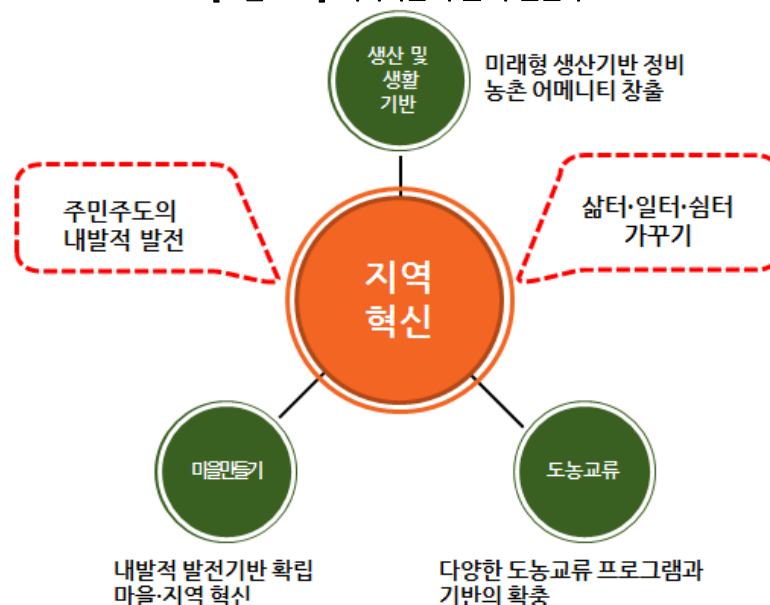 생산 및
생활
기반
미래형 생산기반 정비
농촌 어메니티 창출
주민주도의
내발적 발전
삶터·일터·쉼터
가꾸기
지역
혁신
마을만들기
도농교류
내발적 발전기반 확립
마을·지역 혁신
다양한 도농교류 프로그램과
기반의 확충